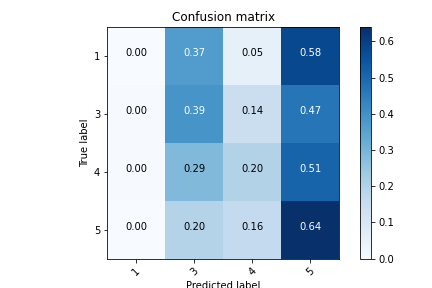 Confusion matrix
True label
1 0.00 0.37 0.05 0.58
3 0.00 0.39 0.14 0.47
4 0.00 0.29 0.20 0.51
5 0.00 0.20 0.16 0.64
1 3 4 5
Predicted label
0.6
0.5
0.4
0.3
0.2
0.1
0.0